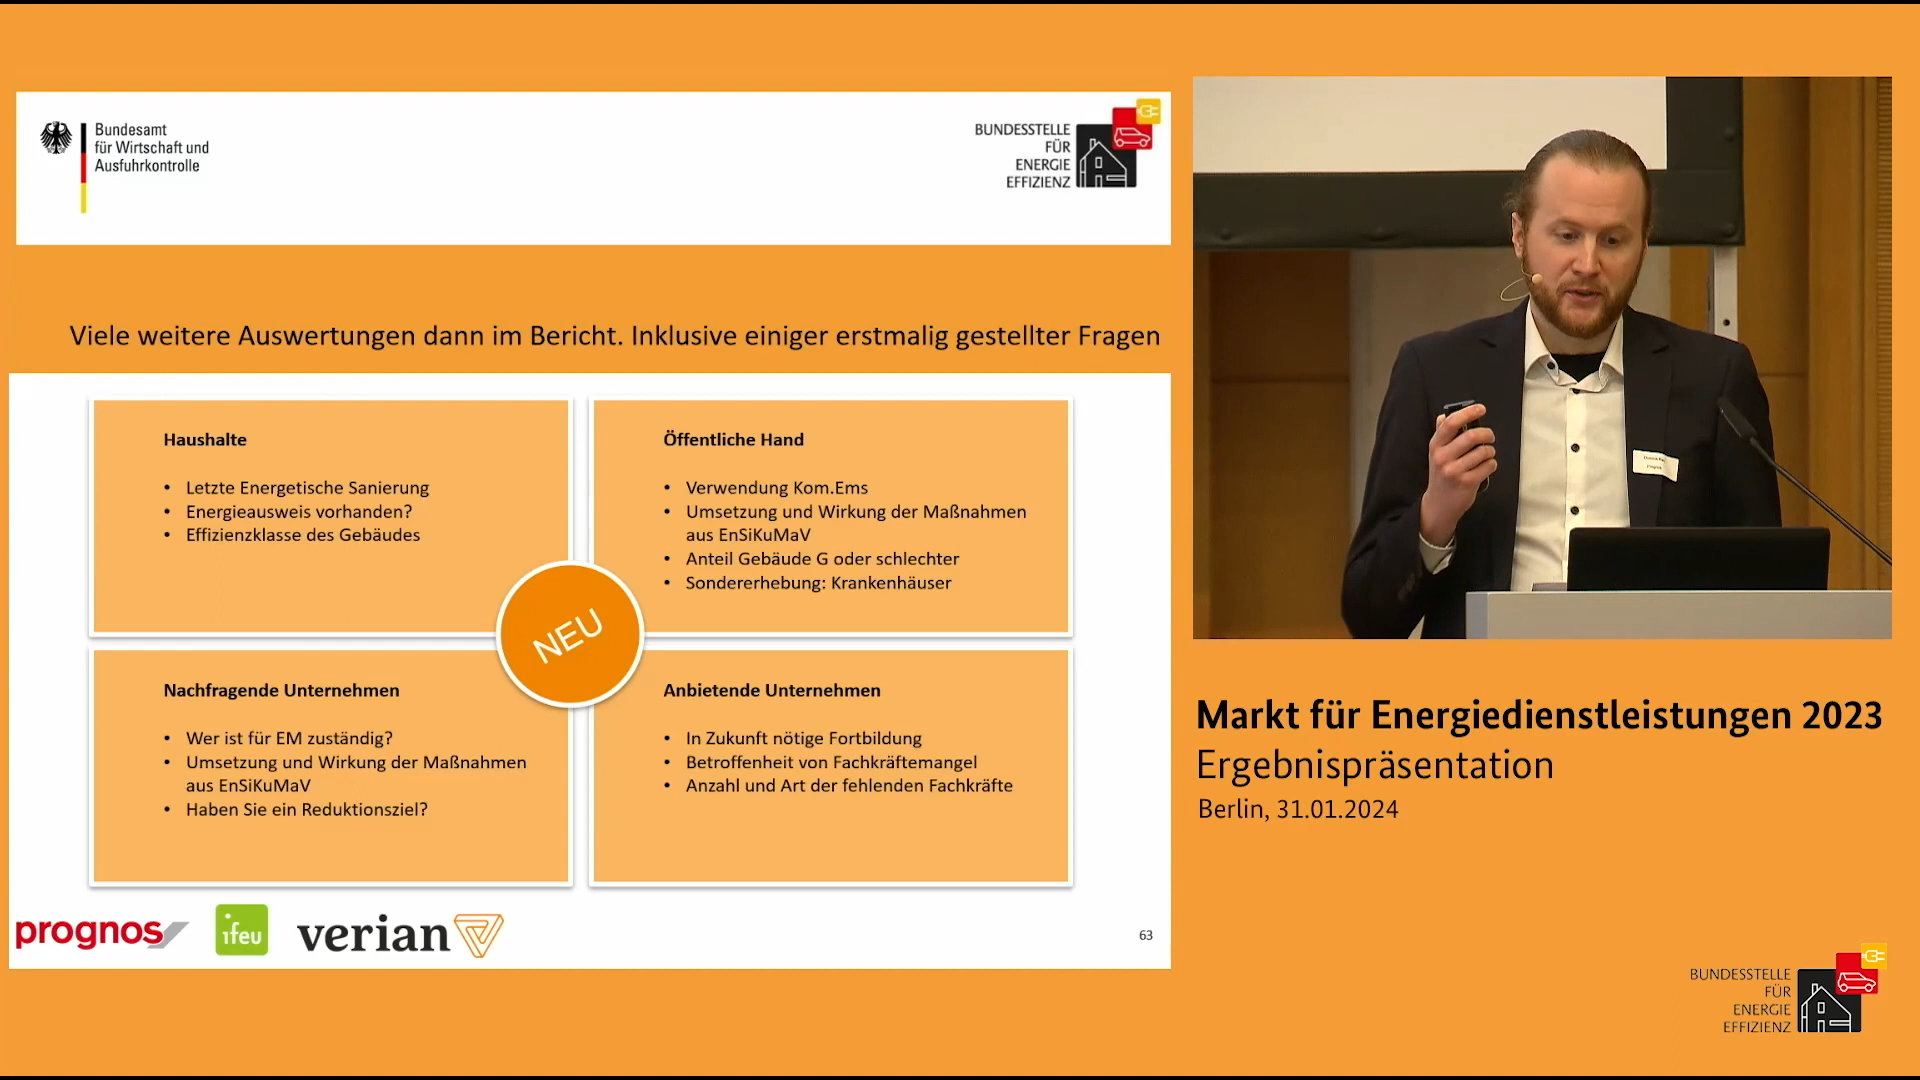 Bundesamt
für Wirtschaft und
Ausfuhrkontrolle
BUNDESSTELLE
FÜR
ENERGIE
EFFIZIENZ
Viele weitere Auswertungen dann im Bericht. Inklusive einiger erstmalig gestellter Fragen
Haushalte
• Letzte Energetische Sanierung
• Energieausweis vorhanden?
• Effizienzklasse des Gebäudes
Öffentliche Hand
• Verwendung Kom.Ems
• Umsetzung und Wirkung der Maßnahmen
aus EnSiKuMaV
• Anteil Gebäude G oder schlechter
• Sondererhebung: Krankenhäuser
NEU
Nachfragende Unternehmen
• Wer ist für EM zuständig?
• Umsetzung und Wirkung der Maßnahmen
aus EnSiKuMaV
• Haben Sie ein Reduktionsziel?
Anbietende Unternehmen
• In Zukunft nötige Fortbildung
• Betroffenheit von Fachkräftemangel
• Anzahl und Art der fehlenden Fachkräfte
prognos
ifeu
verian
63
Markt für Energiedienstleistungen 2023
Ergebnispräsentation
Berlin, 31.01.2024
BUNDESSTELLE
FÜR
ENERGIE
EFFIZIENZ